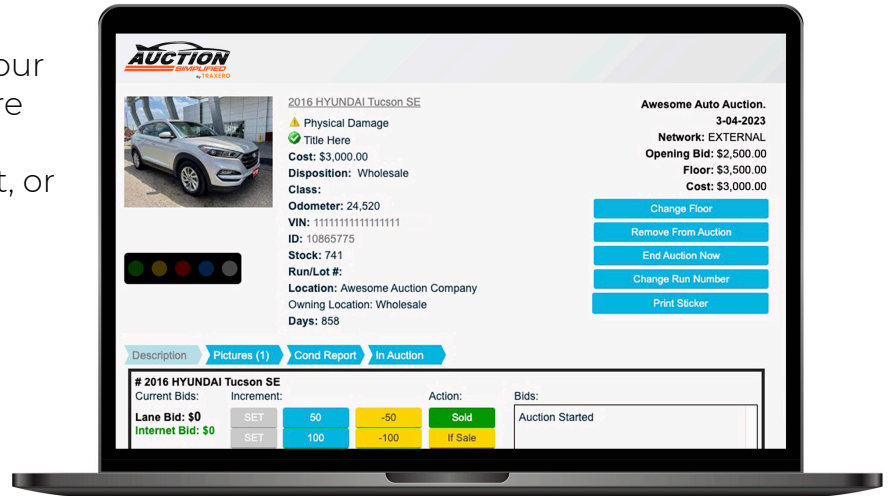 our
re
t, or
AUCTION
SIMPLIFIED
by TRAXERO
2016 HYUNDAI Tucson SE
Physical Damage
Title Here
Cost: $3,000.00
Disposition: Wholesale
Class:
Odometer: 24,520
VIN: 11111111111111111
ID: 10865775
Stock: 741
Run/Lot #:
Location: Awesome Auction Company
Owning Location: Wholesale
Days: 858
Awesome Auto Auction.
3-04-2023
Network: EXTERNAL
Opening Bid: $2,500.00
Floor: $3,500.00
Cost: $3,000.00
Change Floor
Remove From Auction
End Auction Now
Change Run Number
Print Sticker
Description Pictures (1) Cond Report In Auction
# 2016 HYUNDAI Tucson SE
Current Bids: Increment: Action: Bids:
Lane Bid: $0 SET 50 -50 Sold Auction Started
Internet Bid: $0 SET 100 -100 If Sale